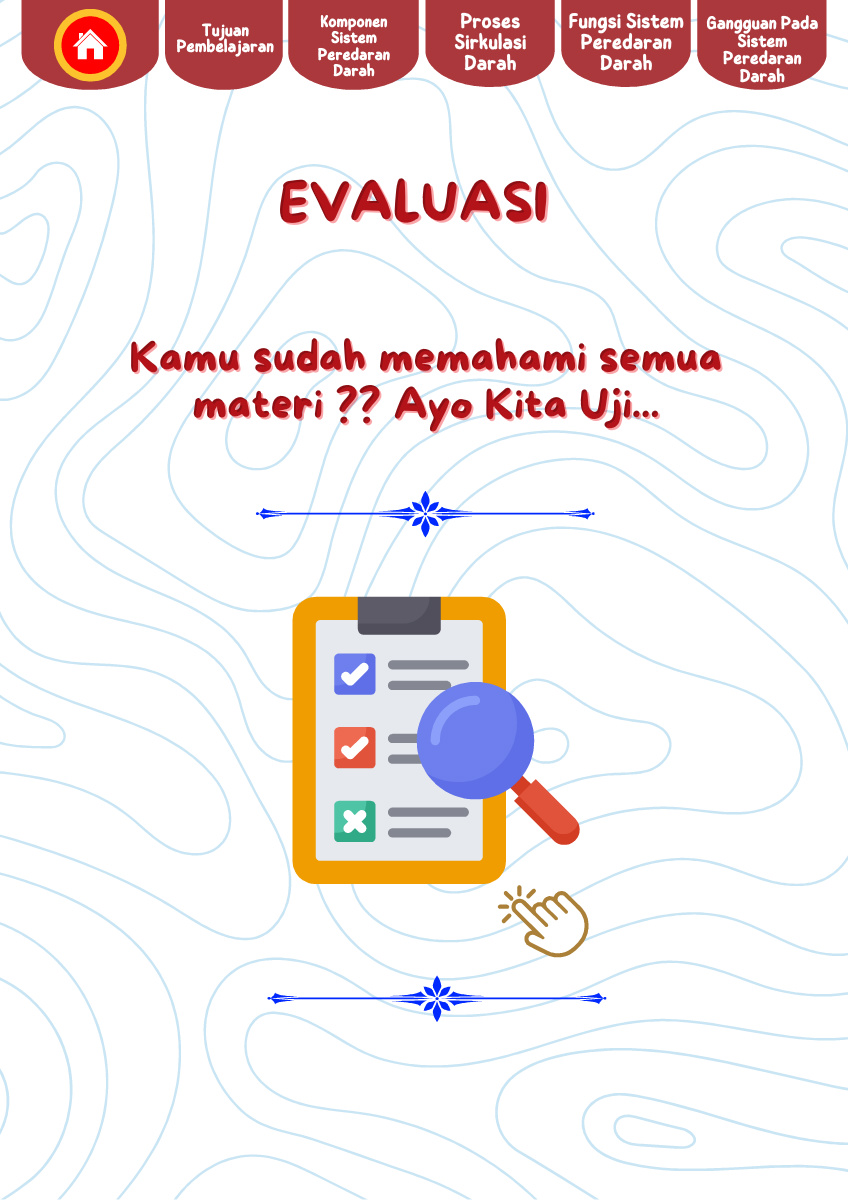 Tujuan
Pembelajaran
Komponen
Sistem
Peredaran
Darah
Proses
Sirkulasi
Darah
Fungsi Sistem
Peredaran
Darah
Gangguan Pada
Sistem
Peredaran
Darah
EVALUASI
Kamu sudah memahami semua
materi ?? Ayo Kita Uji...